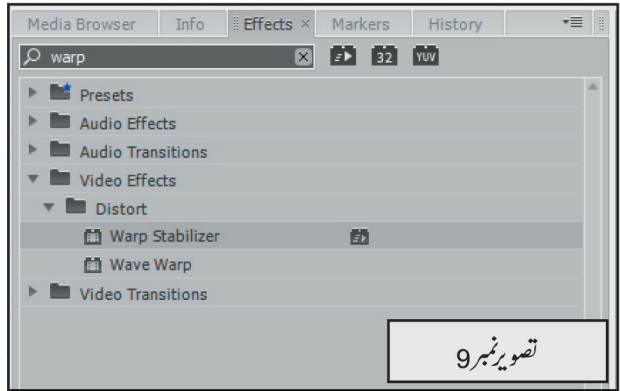 Media Browser Info Effects × Markers History
warp 32 YUV
Presets
Audio Effects
Audio Transitions
Video Effects
Distort
Warp Stabilizer
Wave Warp
Video Transitions
تصویر نمبر 9